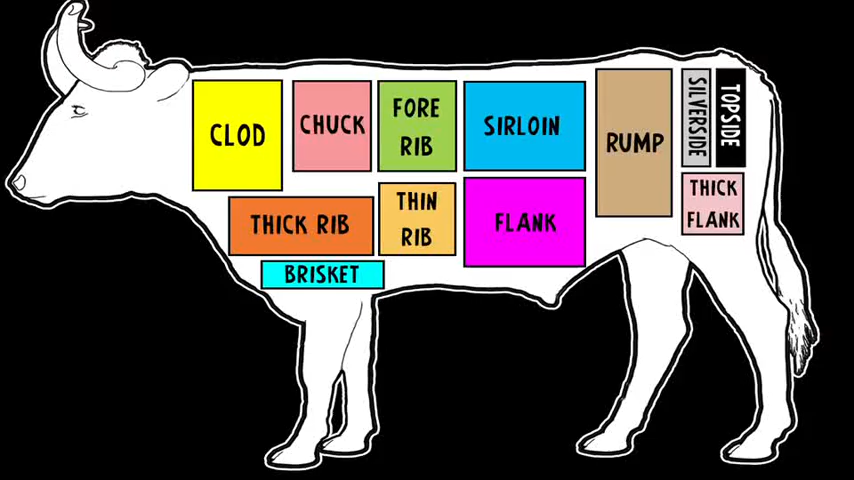 CLOD
CHUCK
FORE
RIB
SIRLOIN
RUMP
SILVERSIDE
TOPSIDE
THICK RIB
THIN
RIB
FLANK
THICK
FLANK
BRISKET